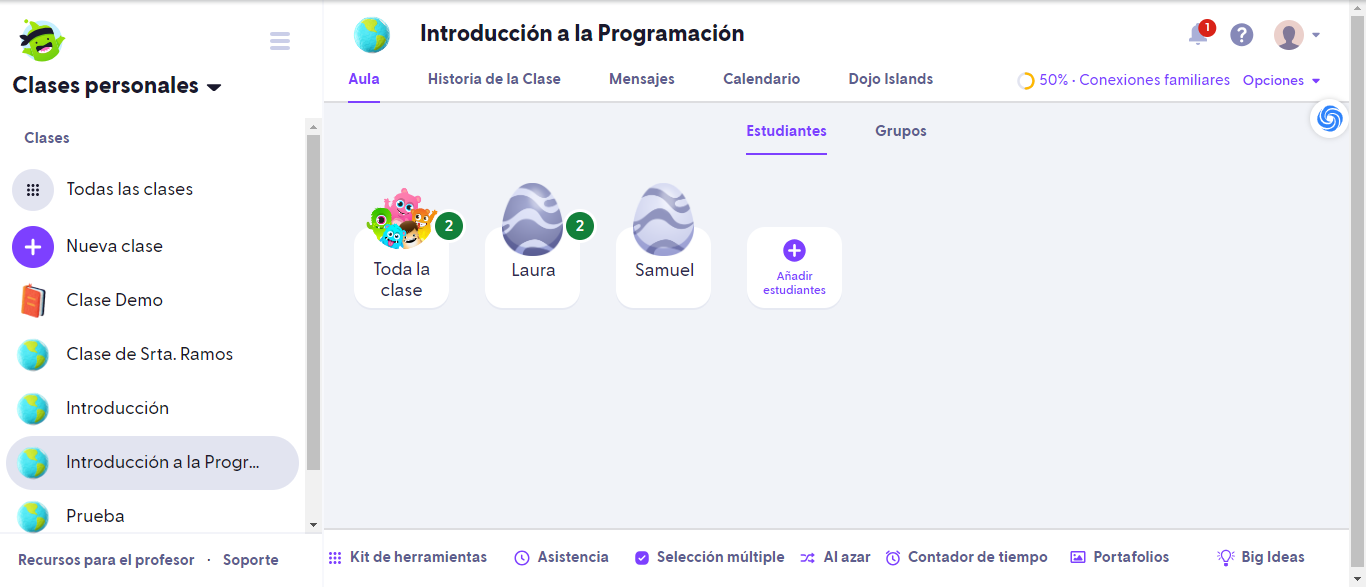 Clases personales
Clases
Todas las clases
Nueva clase
Clase Demo
Clase de Srta. Ramos
Introducción
Introducción a la Progr...
Prueba
Recursos para el profesor · Soporte
Introducción a la Programación
1
?
Aula Historia de la Clase Mensajes Calendario Dojo Islands
50% · Conexiones familiares Opciones
Estudiantes Grupos
2
Toda la
clase
2
Laura
Samuel
Añadir
estudiantes
Kit de herramientas Asistencia Selección múltiple Al azar Contador de tiempo Portafolios Big Ideas